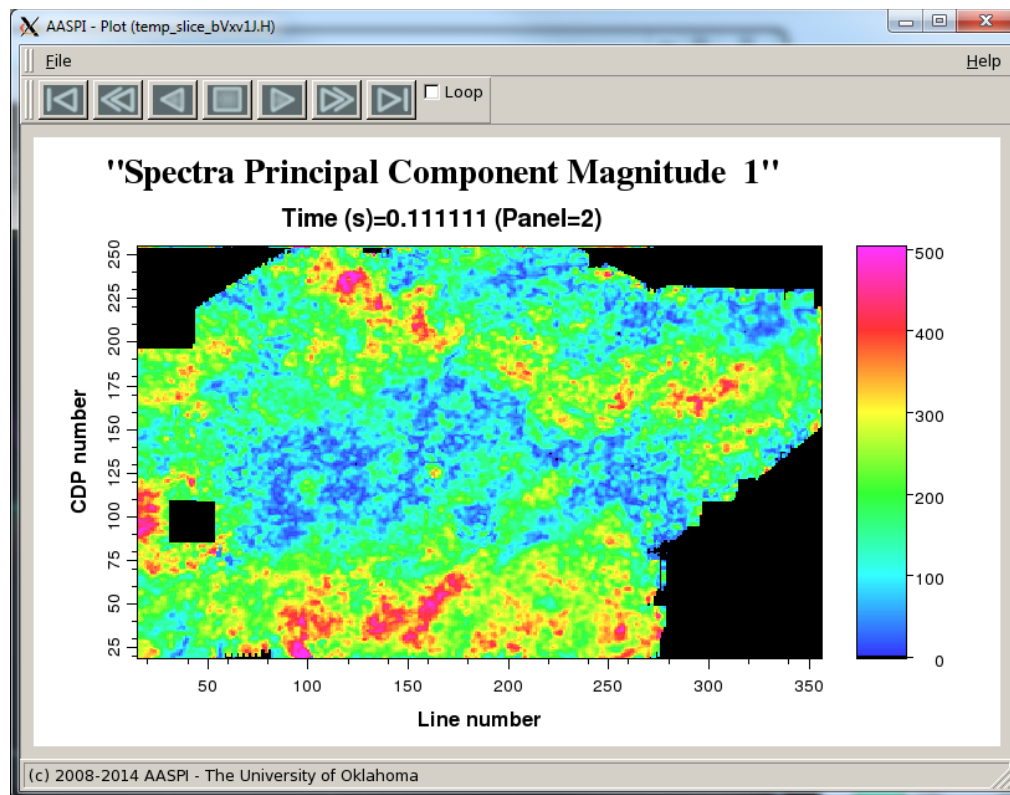 AASPI - Plot (temp_slice_bVxv1J.H)
File Help
Loop
"Spectra Principal Component Magnitude 1"
Time (s)=0.111111 (Panel=2)
CDP number
250
225
200
175
150
125
100
75
50
25
50 100 150 200 250 300 350
Line number
500
400
300
200
100
0
(c) 2008-2014 AASPI - The University of Oklahoma